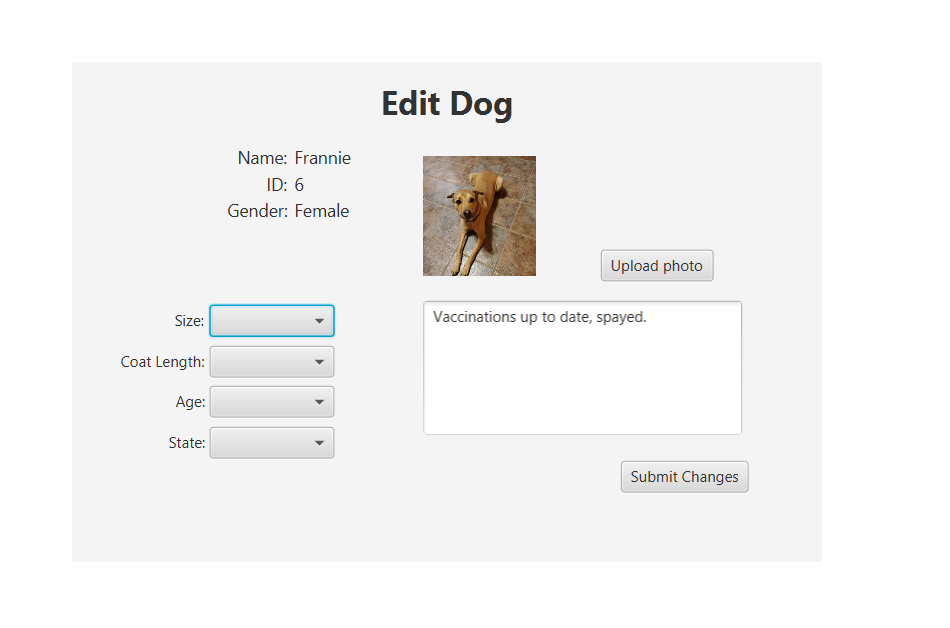 Edit Dog
Name: Frannie
ID: 6
Gender: Female
Upload photo
Size:
Coat Length:
Age:
State:
Vaccinations up to date, spayed.
Submit Changes